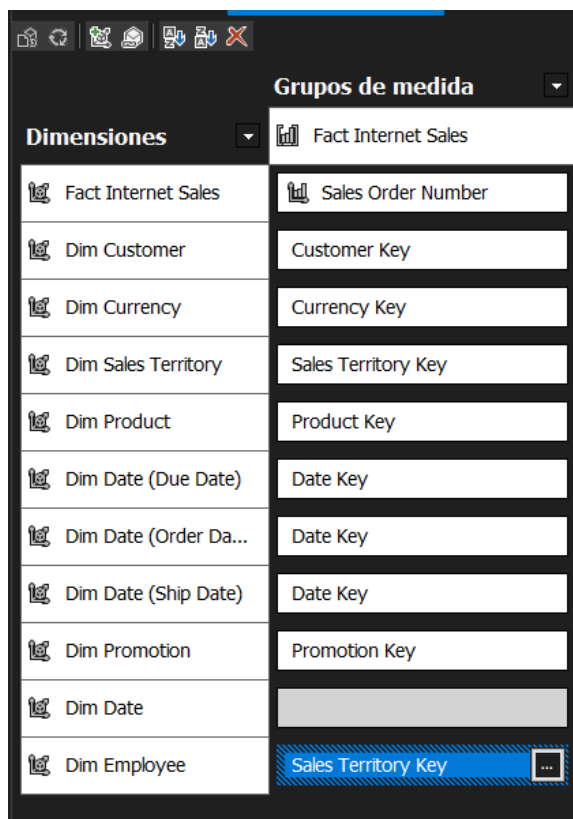 Grupos de medida
Dimensiones
Fact Internet Sales
Fact Internet Sales
Sales Order Number
Dim Customer
Customer Key
Dim Currency
Currency Key
Dim Sales Territory
Sales Territory Key
Dim Product
Product Key
Dim Date (Due Date)
Date Key
Dim Date (Order Da...
Date Key
Dim Date (Ship Date)
Date Key
Dim Promotion
Promotion Key
Dim Date
Dim Employee
Sales Territory Key
...